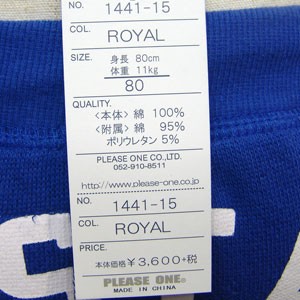 NO. 1441-15
COL. ROYAL
SIZE. 身長 80cm
体重 11kg
80
QUALITY.
〈本体〉 綿 100%
〈附属〉 綿 95%
ポリウレタン 5%
PLEASE ONE CO.,LTD.
052-910-8511
http://www.please-one.co.jp/
NO. 1441-15
COL. ROYAL
PRICE.
本体価格 ¥3,600+税
PLEASE ONE.
MADE IN CHINA